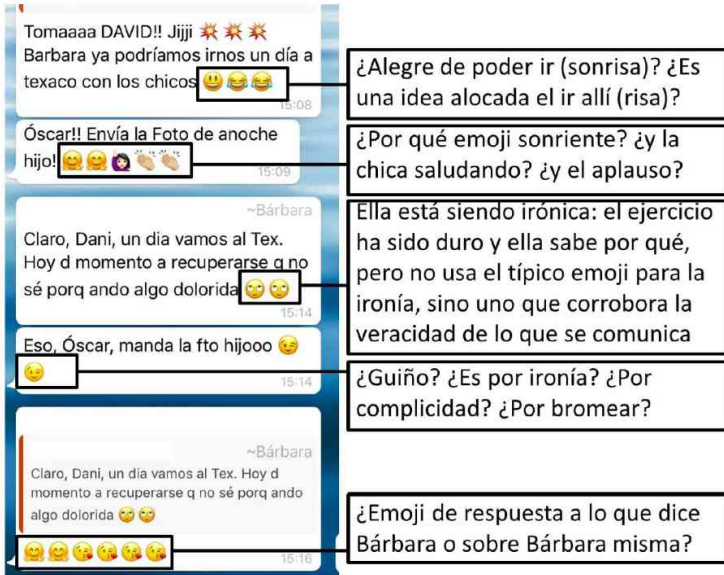 Tomaaaa DAVID!! Jijji 💥 💥 💥
Barbara ya podríamos irnos un día a
texaco con los chicos 😃😂😂
15:08
¿Alegre de poder ir (sonrisa)? ¿Es
una idea alocada el ir allí (risa)?
Óscar!! Envía la Foto de anoche
hijo! 🤗🤗🙋🏻‍♀️👏🏼👏🏼
15:09
¿Por qué emoji sonriente? ¿y la
chica saludando? ¿y el aplauso?
~Bárbara
Claro, Dani, un dia vamos al Tex.
Hoy d momento a recuperarse q no
sé porq ando algo dolorida 🙄🙄
15:14
Ella está siendo irónica: el ejercicio
ha sido duro y ella sabe por qué,
pero no usa el típico emoji para la
ironía, sino uno que corrobora la
veracidad de lo que se comunica
Eso, Óscar, manda la fto hijooo 😉
😉
15:14
¿Guiño? ¿Es por ironía? ¿Por
complicidad? ¿Por bromear?
~Bárbara
Claro, Dani, un dia vamos al Tex. Hoy d
momento a recuperarse q no sé porq ando
algo dolorida 🙄🙄
🤗🤗😘😘😘😘
15:16
¿Emoji de respuesta a lo que dice
Bárbara o sobre Bárbara misma?